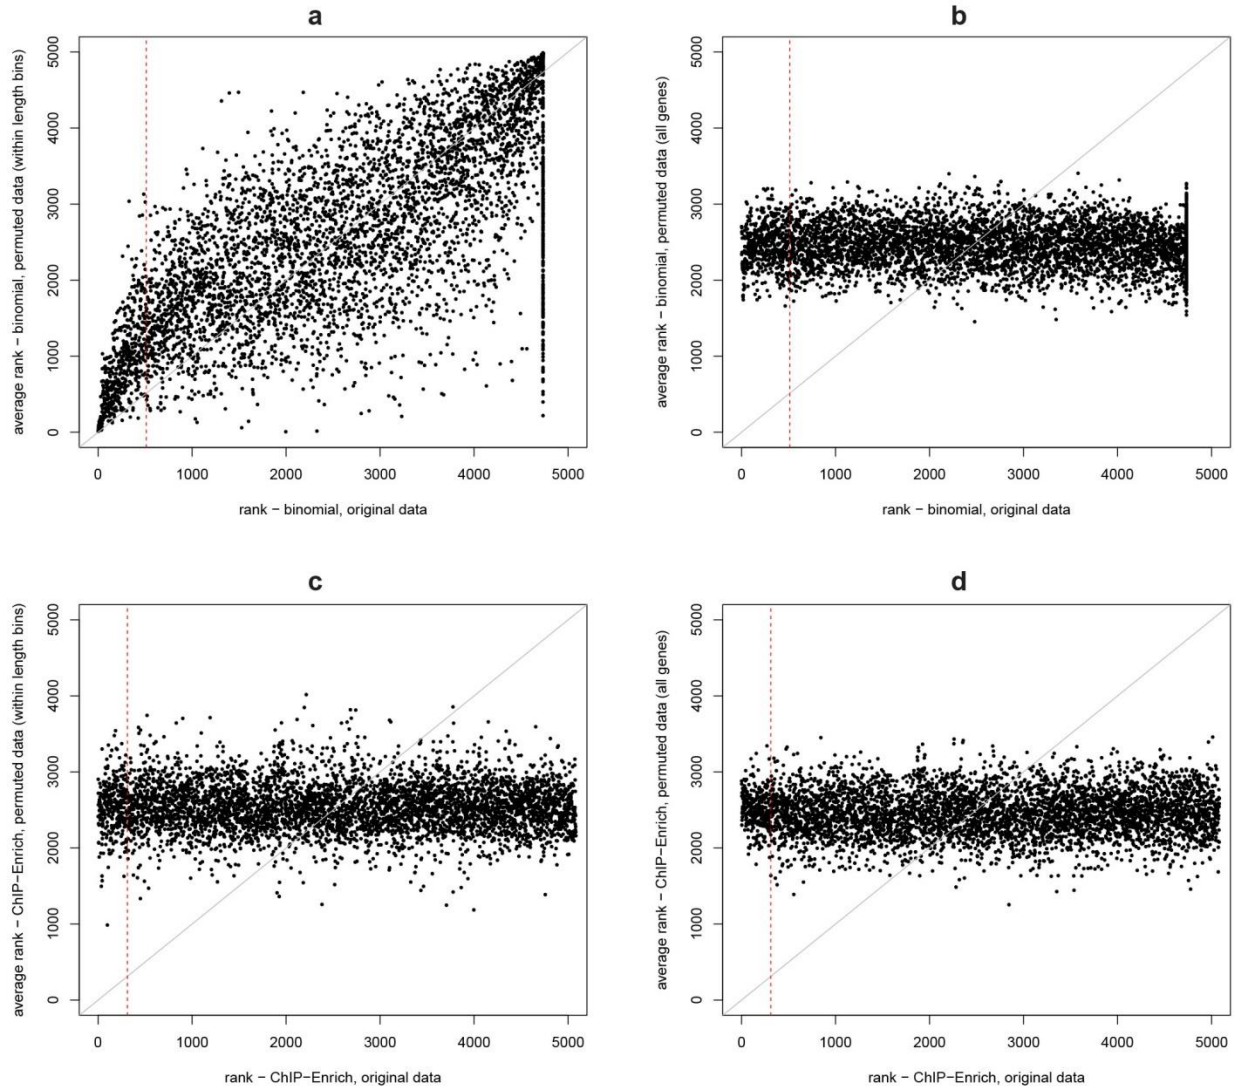 a
average rank − binomial, permuted data (within length bins)
5000
4000
3000
2000
1000
0
0 1000 2000 3000 4000 5000
rank − binomial, original data
b
average rank − binomial, permuted data (all genes)
5000
4000
3000
2000
1000
0
0 1000 2000 3000 4000 5000
rank − binomial, original data
c
average rank − ChIP−Enrich, permuted data (within length bins)
5000
4000
3000
2000
1000
0
0 1000 2000 3000 4000 5000
rank − ChIP−Enrich, original data
d
average rank − ChIP−Enrich, permuted data (all genes)
5000
4000
3000
2000
1000
0
0 1000 2000 3000 4000 5000
rank − ChIP−Enrich, original data